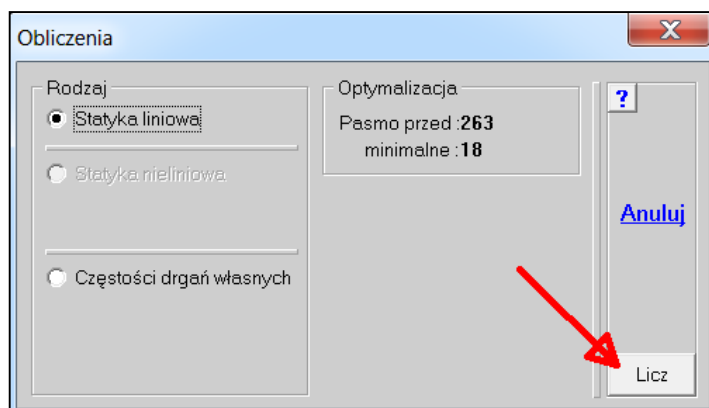 Obliczenia
X
Rodzaj
Statyka liniowa
Statyka nieliniowa
Częstości drgań własnych
Optymalizacja
Pasmo przed :263
minimalne :18
?
Anuluj
Licz